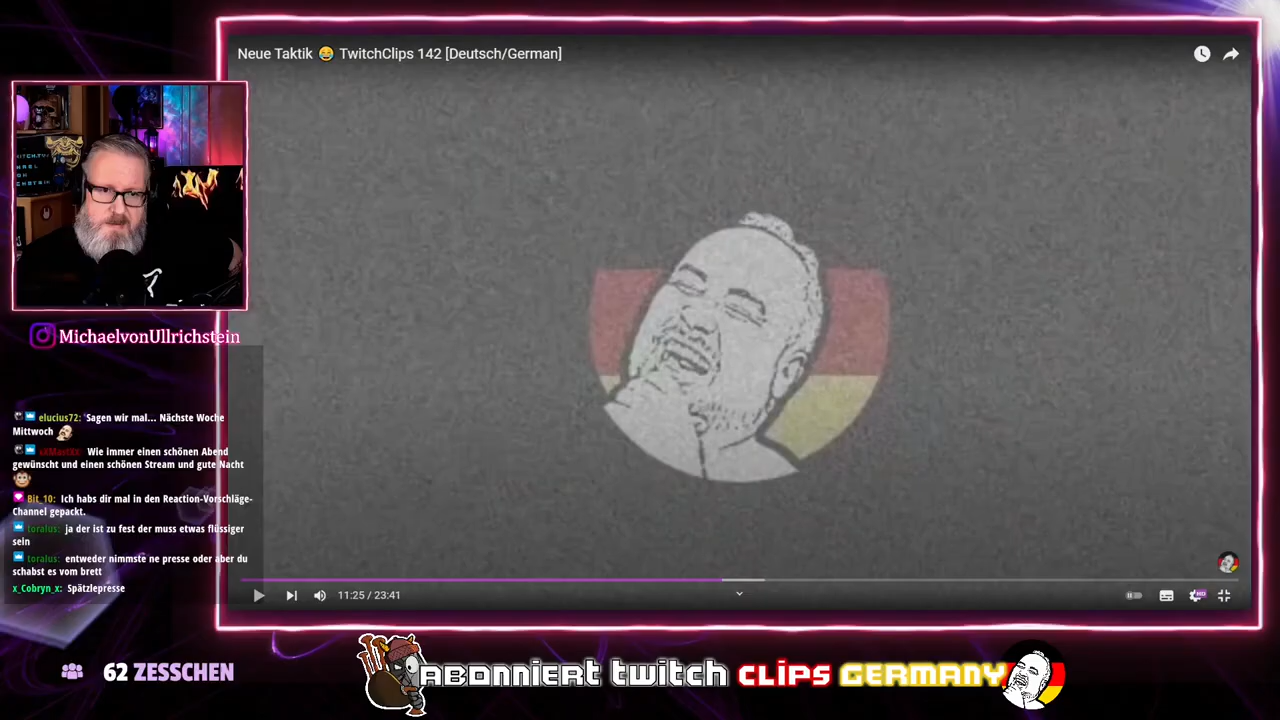 Neue Taktik 😂 TwitchClips 142 [Deutsch/German]
MichaelvonUllrichstein
elucius72: Sagen wir mal... Nächste Woche
Mittwoch
Wie immer einen schönen Abend
gewünscht und einen schönen Stream und gute Nacht
Bit_10: Ich habs dir mal in den Reaction-Vorschläge-
Channel gepackt.
toralus: ja der ist zu fest der muss etwas flüssiger
sein
toralus: entweder nimmste ne presse oder aber du
schabst es vom brett
x_Cobryn_x: Spätzlepresse
11:25 / 23:41
HD
62 ZESSCHEN
ABONNIERT twitch CLiPS GERMANY